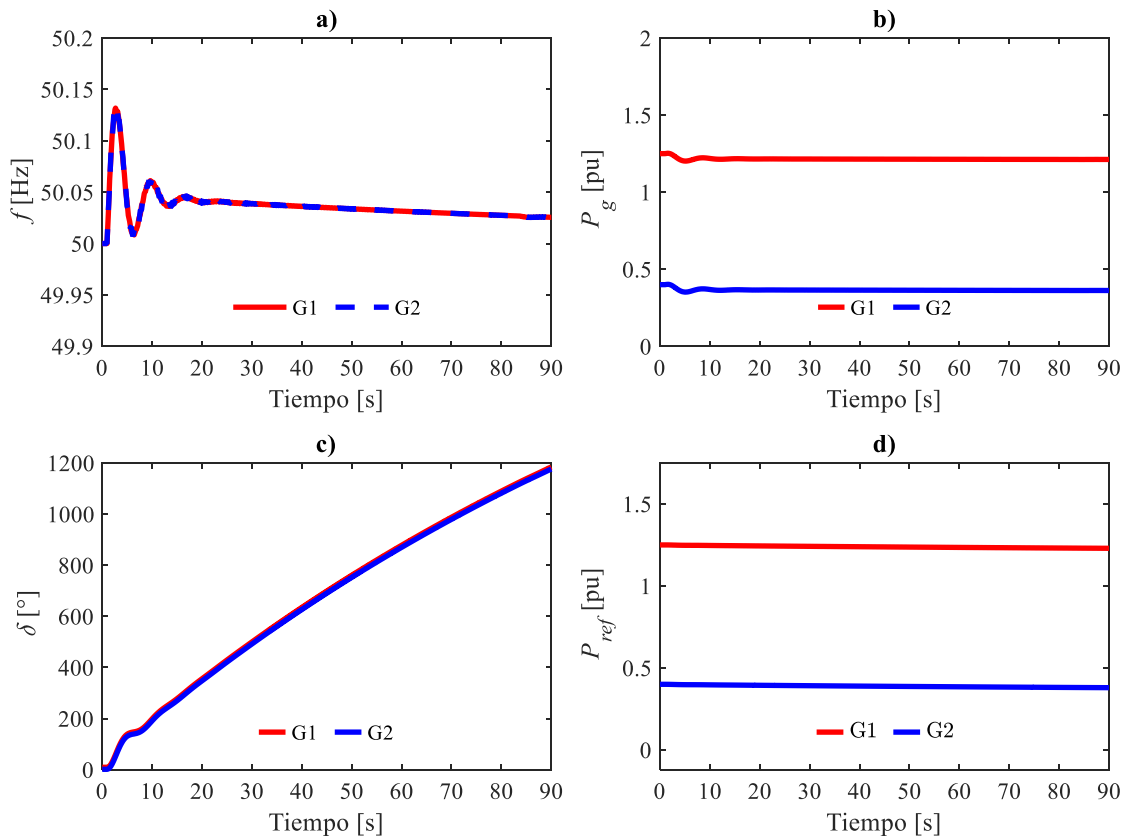 a)
50.2
50.15
50.1
50.05
50
49.95
49.9
f [Hz]
G1 G2
0 10 20 30 40 50 60 70 80 90
Tiempo [s]
b)
2
1.5
1
0.5
0
P_g [pu]
G1 G2
0 10 20 30 40 50 60 70 80 90
Tiempo [s]
c)
1200
1000
800
600
400
200
0
δ [°]
G1 G2
0 10 20 30 40 50 60 70 80 90
Tiempo [s]
d)
1.5
1
0.5
0
P_ref [pu]
G1 G2
0 10 20 30 40 50 60 70 80 90
Tiempo [s]